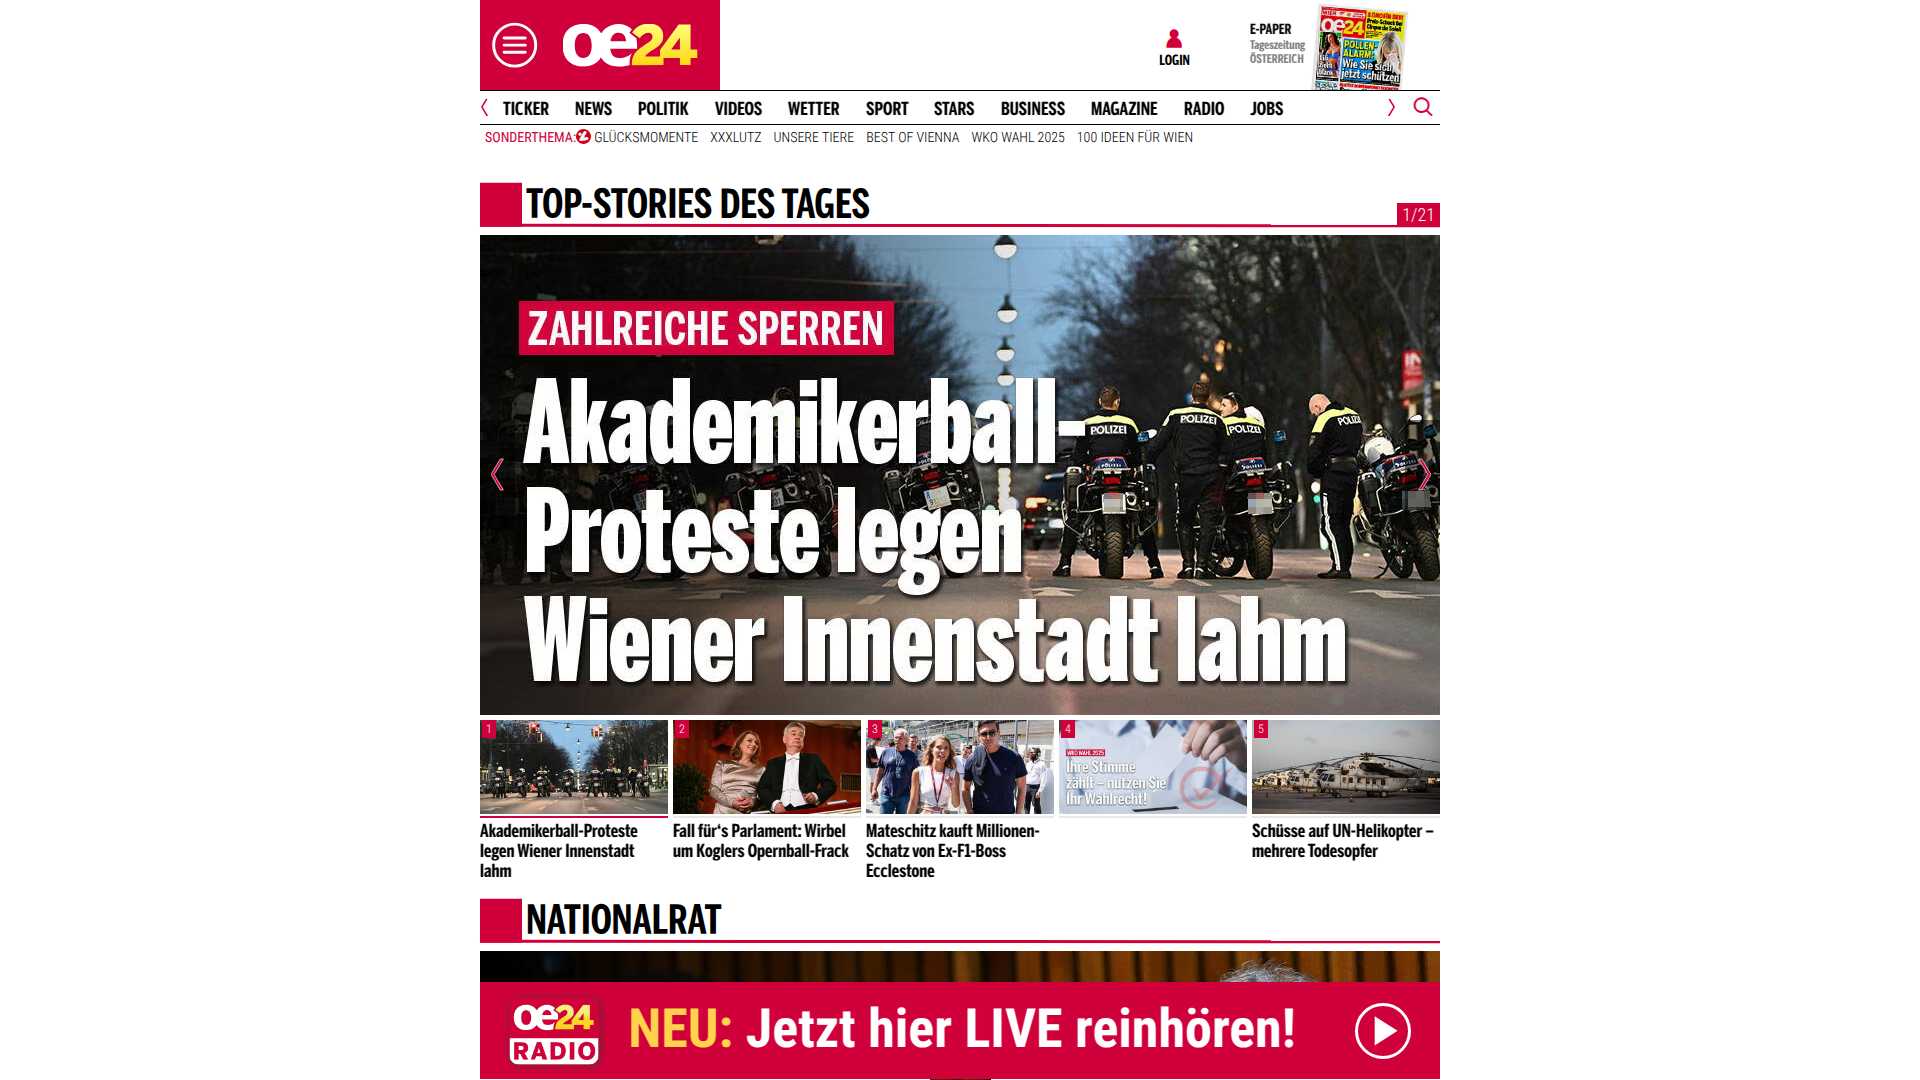 oe24
LOGIN
E-PAPER
Tageszeitung
ÖSTERREICH
oe24
POLLEN-
ALARM:
Wie Sie sich
jetzt schützen
TICKER NEWS POLITIK VIDEOS WETTER SPORT STARS BUSINESS MAGAZINE RADIO JOBS
SONDERTHEMA: GLÜCKSMOMENTE XXXLUTZ UNSERE TIERE BEST OF VIENNA WKO WAHL 2025 100 IDEEN FÜR WIEN
TOP-STORIES DES TAGES
1/21
ZAHLREICHE SPERREN
Akademikerball-
Proteste legen
Wiener Innenstadt lahm
POLIZEI POLIZEI POLIZEI POLIZEI
1
Akademikerball-Proteste
legen Wiener Innenstadt
lahm
2
Fall für‘s Parlament: Wirbel
um Koglers Opernball-Frack
3
Mateschitz kauft Millionen-
Schatz von Ex-F1-Boss
Ecclestone
4
WKO WAHL 2025
Ihre Stimme
zählt – nutzen Sie
Ihr Wahlrecht!
5
Schüsse auf UN-Helikopter –
mehrere Todesopfer
NATIONALRAT
oe24
RADIO
NEU: Jetzt hier LIVE reinhören!